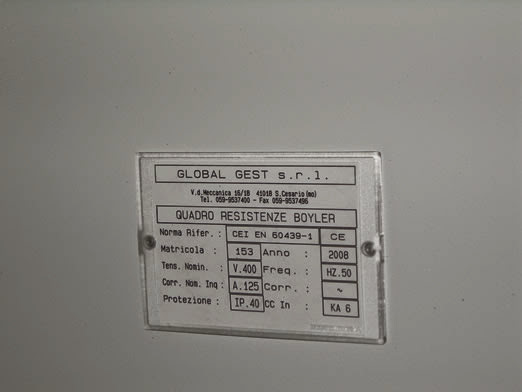 GLOBAL GEST s.r.l.
V.d.Meccanica 16/18 41018 S.Cesario(mo)
Tel. 059-9537400 - Fax 059-9537496
QUADRO RESISTENZE BOYLER
Norma Rifer. : CEI EN 60439-1 CE
Matricola : 153 Anno : 2008
Tens. Nomin. : V.400 Freq. : HZ.50
Corr. Nom. Inq : A.125 Corr. : ~
Protezione : IP.40 CC In : KA 6